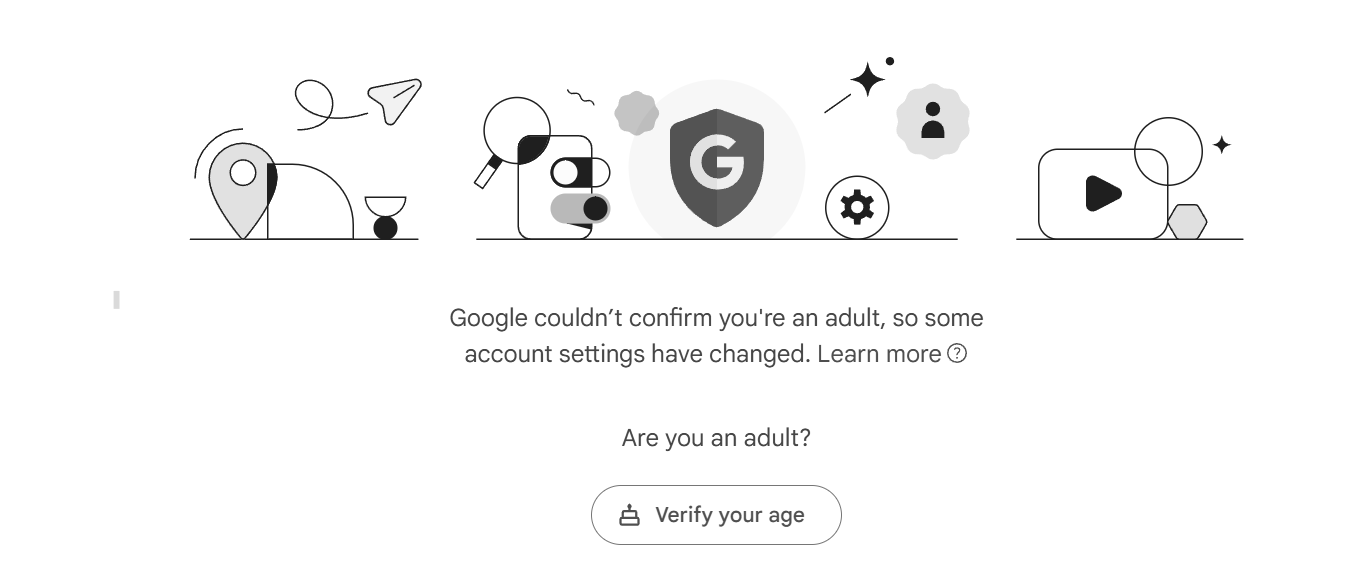 Google couldn’t confirm you're an adult, so some
account settings have changed. Learn more
Are you an adult?
Verify your age